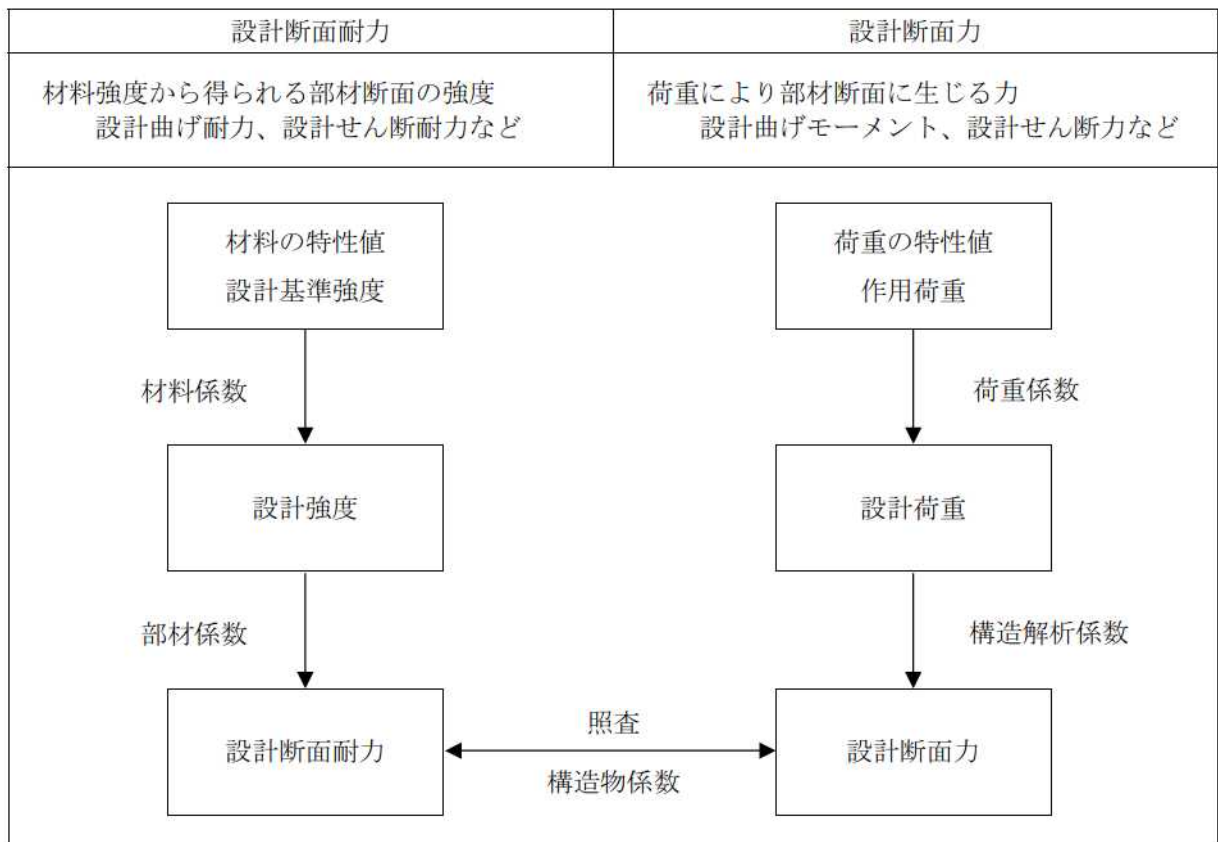 設計断面耐力
設計断面力
材料強度から得られる部材断面の強度
設計曲げ耐力、設計せん断耐力など
荷重により部材断面に生じる力
設計曲げモーメント、設計せん断力など
材料の特性値
設計基準強度
荷重の特性値
作用荷重
材料係数
荷重係数
設計強度
設計荷重
部材係数
構造解析係数
設計断面耐力
照査
構造物係数
設計断面力